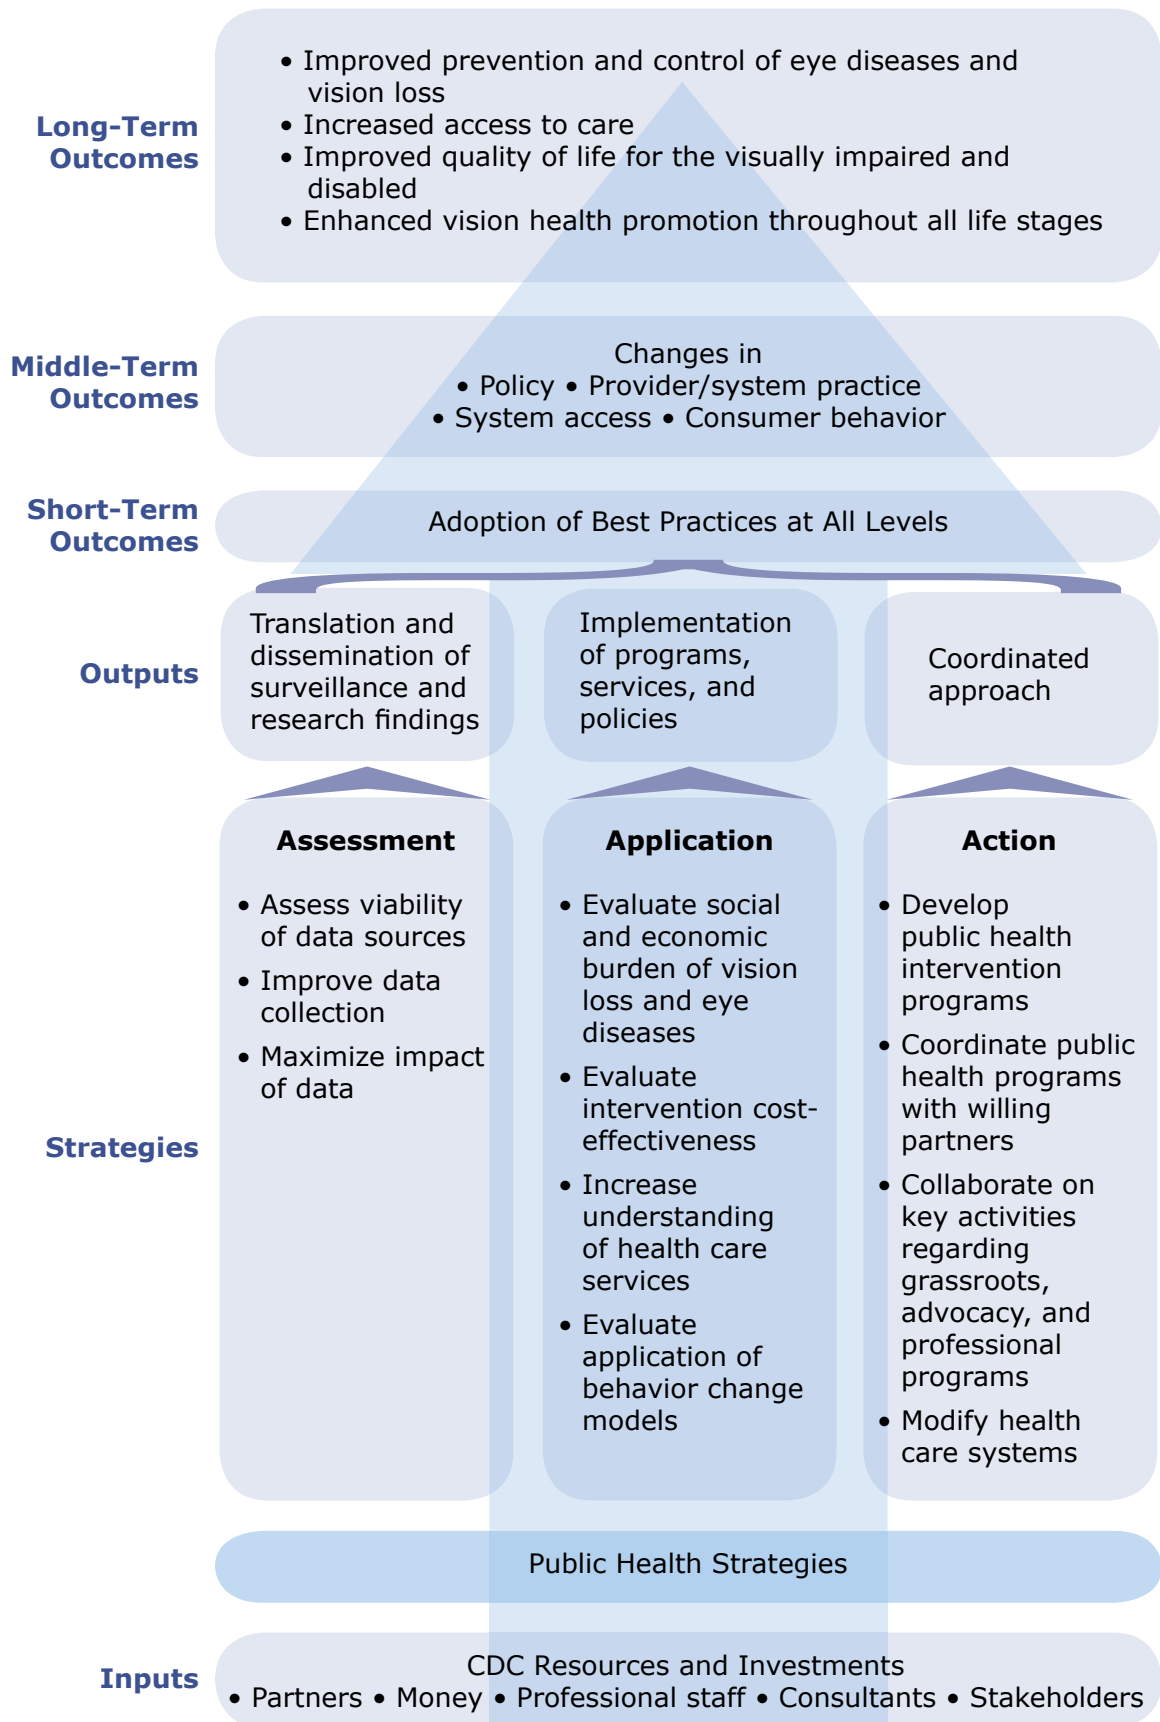 Long-Term
Outcomes
• Improved prevention and control of eye diseases and
vision loss
• Increased access to care
• Improved quality of life for the visually impaired and
disabled
• Enhanced vision health promotion throughout all life stages
Middle-Term
Outcomes
Changes in
• Policy • Provider/system practice
• System access • Consumer behavior
Short-Term
Outcomes
Adoption of Best Practices at All Levels
Outputs
Translation and
dissemination of
surveillance and
research findings
Implementation
of programs,
services, and
policies
Coordinated
approach
Strategies
Assessment
• Assess viability
of data sources
• Improve data
collection
• Maximize impact
of data
Application
• Evaluate social
and economic
burden of vision
loss and eye
diseases
• Evaluate
intervention cost-
effectiveness
• Increase
understanding
of health care
services
• Evaluate
application of
behavior change
models
Action
• Develop
public health
intervention
programs
• Coordinate public
health programs
with willing
partners
• Collaborate on
key activities
regarding
grassroots,
advocacy, and
professional
programs
• Modify health
care systems
Public Health Strategies
Inputs
CDC Resources and Investments
• Partners • Money • Professional staff • Consultants • Stakeholders